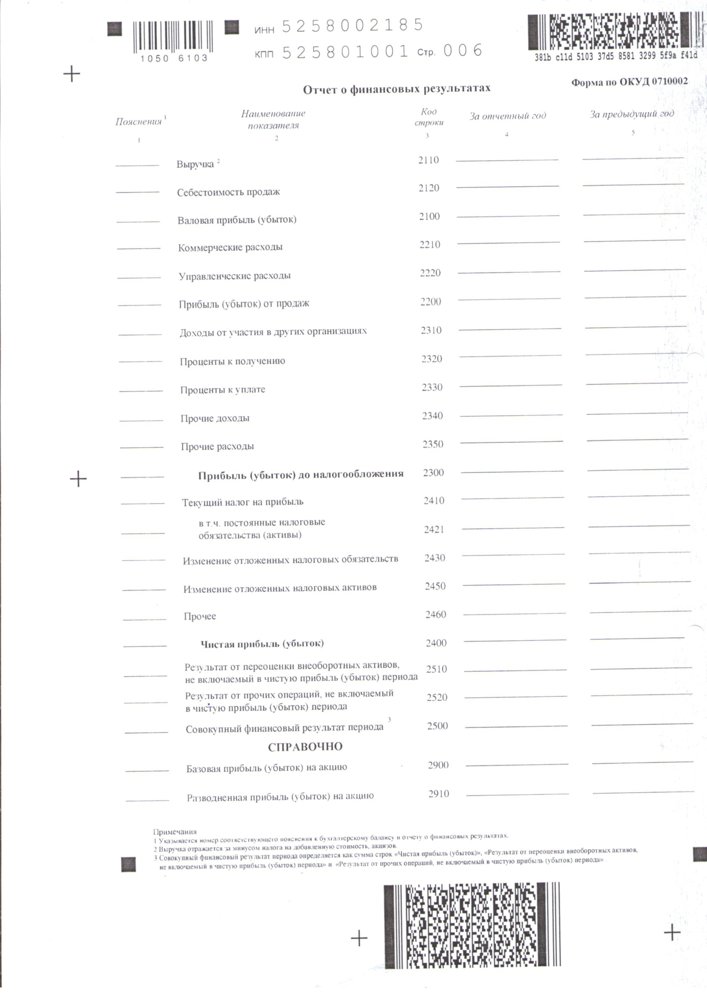 1050 6103
ИНН 5258002185
КПП 525801001 Стр. 006
381b c11d 5103 37d5 8581 3299 5f9a f41d
Форма по ОКУД 0710002
Отчет о финансовых результатах
Пояснения 1 Наименование показателя Код строки За отчетный год За предыдущий год
1 2 3 4 5
Выручка 2 2110
Себестоимость продаж 2120
Валовая прибыль (убыток) 2100
Коммерческие расходы 2210
Управленческие расходы 2220
Прибыль (убыток) от продаж 2200
Доходы от участия в других организациях 2310
Проценты к получению 2320
Проценты к уплате 2330
Прочие доходы 2340
Прочие расходы 2350
Прибыль (убыток) до налогообложения 2300
Текущий налог на прибыль 2410
в т.ч. постоянные налоговые
обязательства (активы) 2421
Изменение отложенных налоговых обязательств 2430
Изменение отложенных налоговых активов 2450
Прочее 2460
Чистая прибыль (убыток) 2400
Результат от переоценки внеоборотных активов,
не включаемый в чистую прибыль (убыток) периода 2510
Результат от прочих операций, не включаемый
в чистую прибыль (убыток) периода 2520
Совокупный финансовый результат периода 3 2500
СПРАВОЧНО
Базовая прибыль (убыток) на акцию 2900
Разводненная прибыль (убыток) на акцию 2910
Примечания
1 Указывается номер соответствующего пояснения к бухгалтерскому балансу и отчету о финансовых результатах.
2 Выручка отражается за минусом налога на добавленную стоимость, акцизов.
3 Совокупный финансовый результат периода определяется как сумма строк «Чистая прибыль (убыток)», «Результат от переоценки внеоборотных активов,
не включаемый в чистую прибыль (убыток) периода» и «Результат от прочих операций, не включаемый в чистую прибыль (убыток) периода»